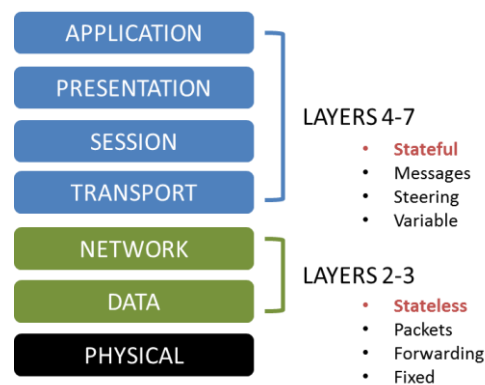 APPLICATION
PRESENTATION
SESSION
TRANSPORT
NETWORK
DATA
PHYSICAL
LAYERS 4-7
• Stateful
• Messages
• Steering
• Variable
LAYERS 2-3
• Stateless
• Packets
• Forwarding
• Fixed